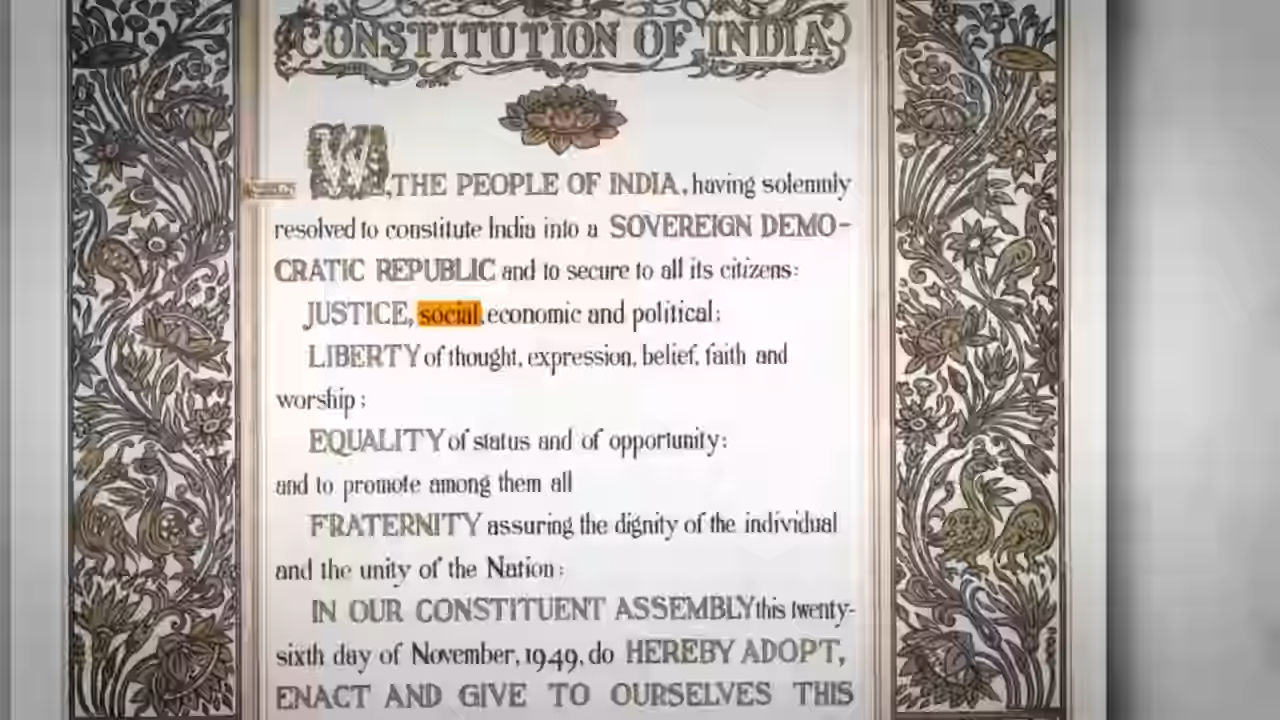 CONSTITUTION OF INDIA
WE, THE PEOPLE OF INDIA, having solemnly
resolved to constitute India into a SOVEREIGN DEMO-
CRATIC REPUBLIC and to secure to all its citizens:
JUSTICE, social, economic and political;
LIBERTY of thought, expression, belief, faith and
worship;
EQUALITY of status and of opportunity;
and to promote among them all
FRATERNITY assuring the dignity of the individual
and the unity of the Nation;
IN OUR CONSTITUENT ASSEMBLY this twenty-
sixth day of November, 1949, do HEREBY ADOPT,
ENACT AND GIVE TO OURSELVES THIS